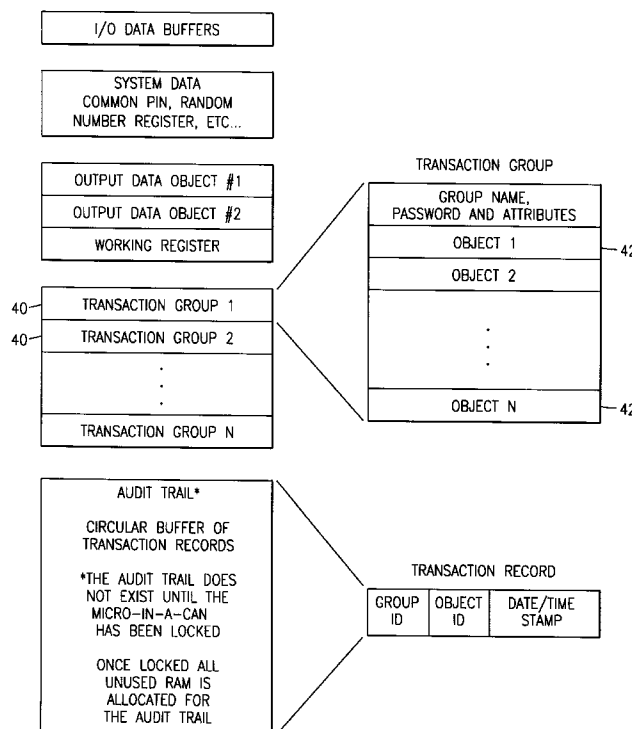 I/O DATA BUFFERS
SYSTEM DATA
COMMON PIN, RANDOM
NUMBER REGISTER, ETC...
OUTPUT DATA OBJECT #1
OUTPUT DATA OBJECT #2
WORKING REGISTER
40
TRANSACTION GROUP 1
40
TRANSACTION GROUP 2
TRANSACTION GROUP N
TRANSACTION GROUP
GROUP NAME,
PASSWORD AND ATTRIBUTES
OBJECT 1
42
OBJECT 2
OBJECT N
42
AUDIT TRAIL*
CIRCULAR BUFFER OF
TRANSACTION RECORDS
*THE AUDIT TRAIL DOES
NOT EXIST UNTIL THE
MICRO-IN-A-CAN
HAS BEEN LOCKED
ONCE LOCKED ALL
UNUSED RAM IS
ALLOCATED FOR
THE AUDIT TRAIL
TRANSACTION RECORD
GROUP
ID
OBJECT
ID
DATE/TIME
STAMP